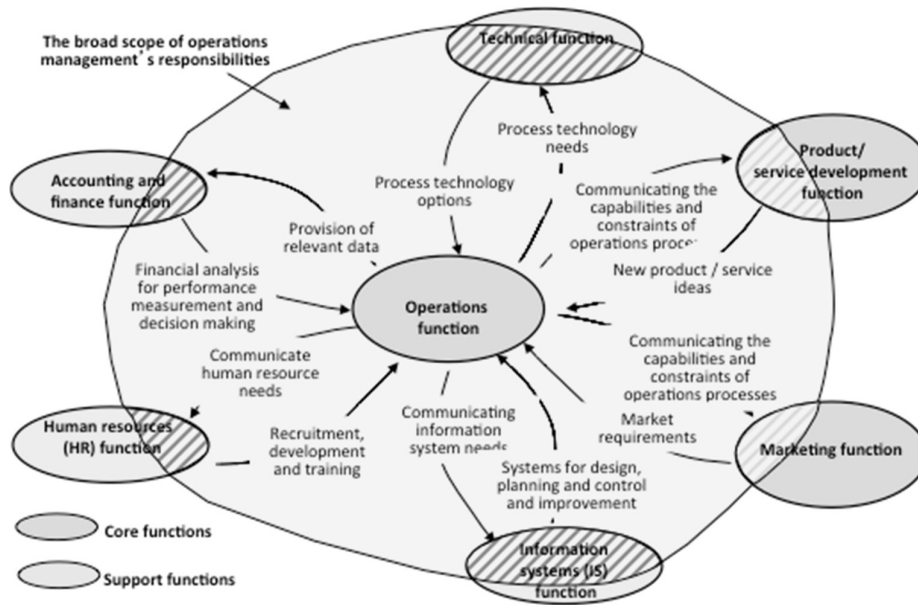 The broad scope of operations
management's responsibilities
Technical function
Process technology
needs
Process technology
options
Product/
service development
function
Communicating the
capabilities and
constraints of
operations
Accounting and
finance function
Provision of
relevant data
New product / service
ideas
Financial analysis
for performance
measurement and
decision making
Operations
function
Communicating the
capabilities and
constraints of
operations processes
Communicate
human resource
needs
Communicating
information
system needs
Market
requirements
Human resources
(HR) function
Recruitment,
development
and training
Marketing function
Systems for design,
planning and control
and improvement
Core functions
Information
systems (IS)
function
Support functions